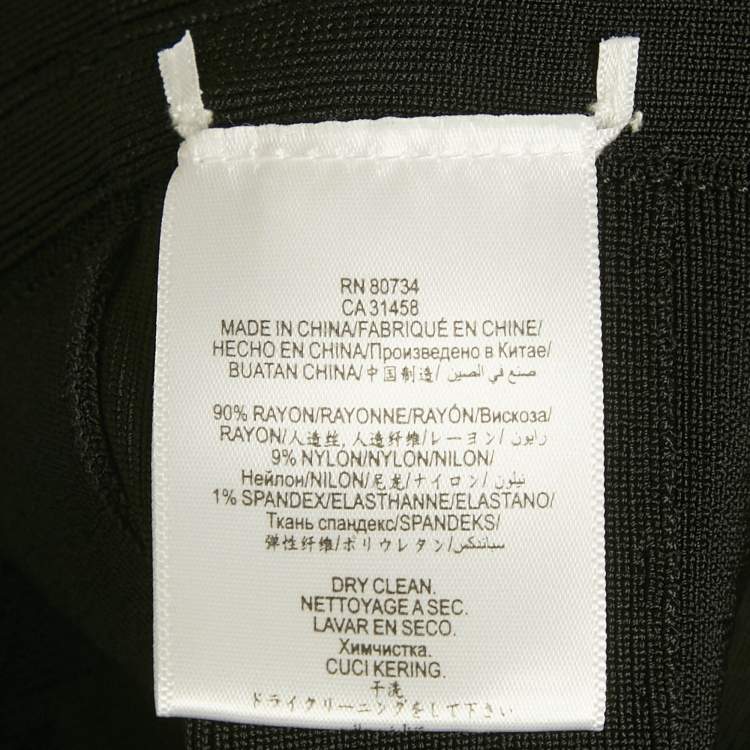 RN 80734
CA 31458
MADE IN CHINA/FABRIQUÉ EN CHINE/
HECHO EN CHINA/Произведено в Китае/
BUATAN CHINA/中国制造/ صنع في الصين/
90% RAYON/RAYONNE/RAYÓN/Вискоза/
RAYON/人造丝, 人造纤维/レーヨン/ رايون/
9% NYLON/NYLON/NILON/
Нейлон/NILON/尼龙/ナイロン/ نيلون/
1% SPANDEX/ELASTHANNE/ELASTANO/
Ткань спандекс/SPANDEKS/
弹性纤维/ポリウレタン/سباندكس
DRY CLEAN.
NETTOYAGE A SEC.
LAVAR EN SECO.
Химчистка.
CUCI KERING.
干洗
ドライクリーニングをして下さい